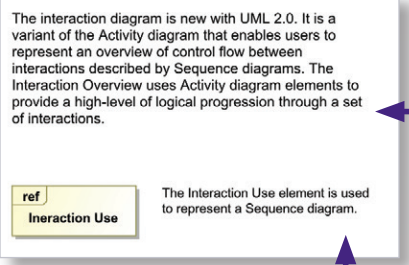 The interaction diagram is new with UML 2.0. It is a
variant of the Activity diagram that enables users to
represent an overview of control flow between
interactions described by Sequence diagrams. The
Interaction Overview uses Activity diagram elements to
provide a high-level of logical progression through a set
of interactions.
ref
Ineraction Use
The Interaction Use element is used
to represent a Sequence diagram.